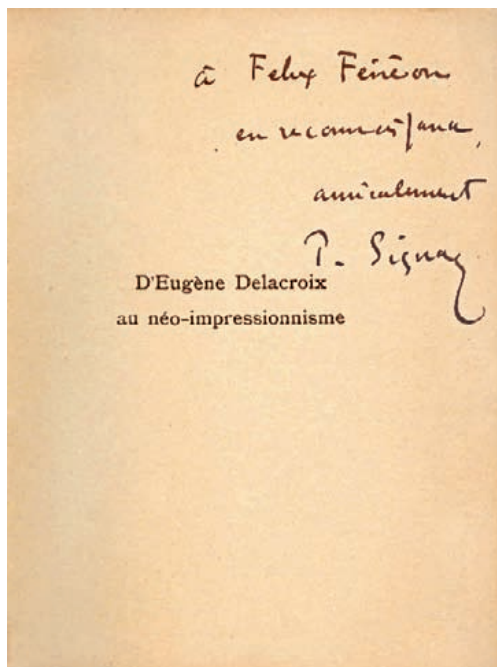 à Felix Fénéon
en reconnaissance,
amicalement
P. Signac
D'Eugène Delacroix
au néo-impressionnisme